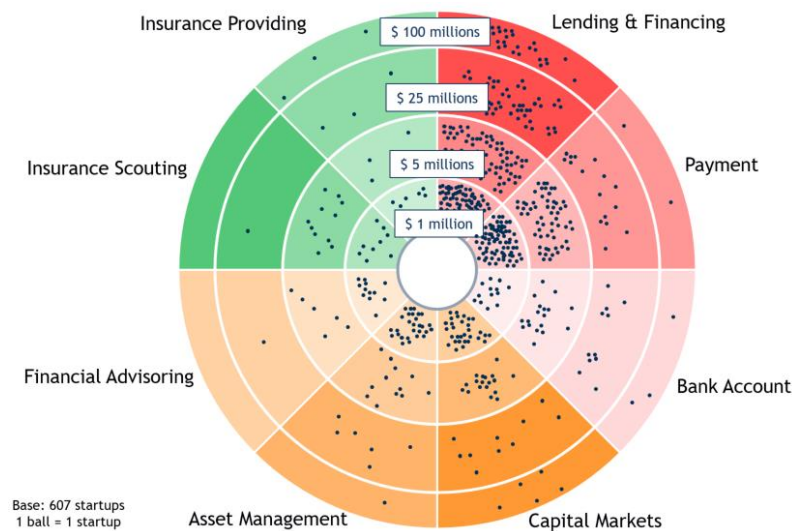 Insurance Providing
Lending & Financing
$ 100 millions
$ 25 millions
Insurance Scouting
$ 5 millions
Payment
$ 1 million
Financial Advisoring
Bank Account
Base: 607 startups
1 ball = 1 startup
Asset Management
Capital Markets